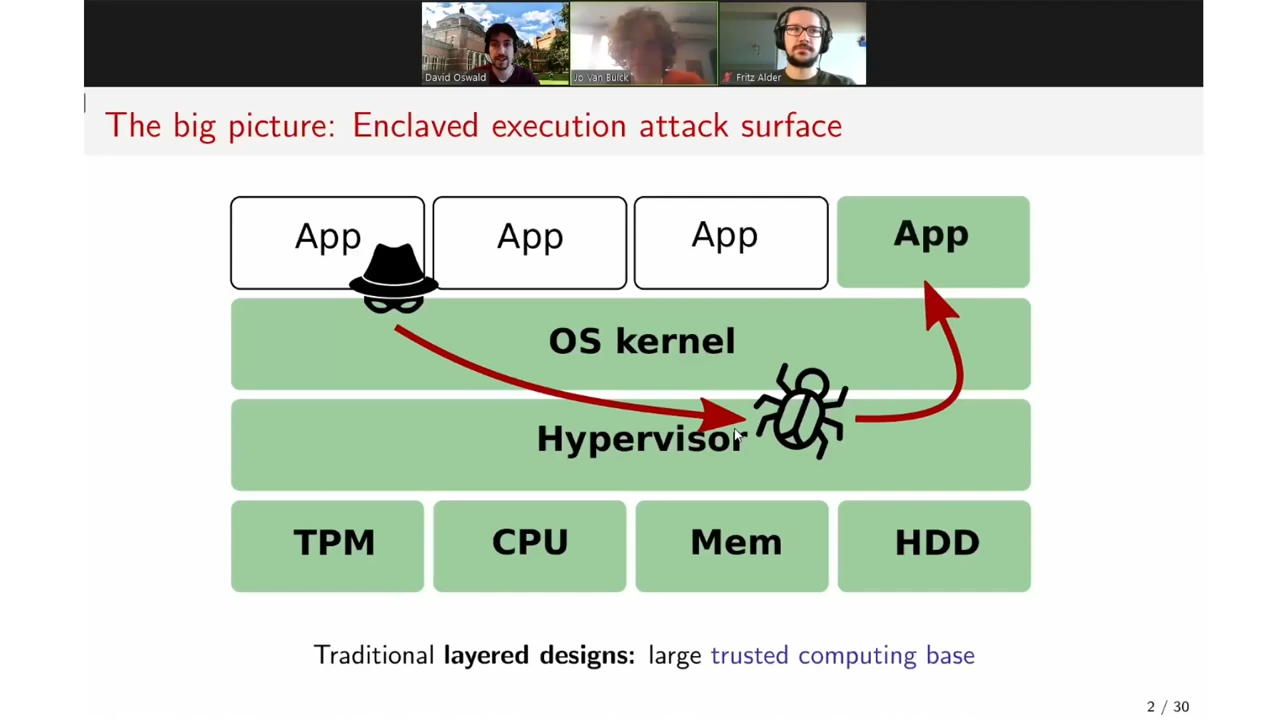 David Oswald
Jo Van Bulck
Fritz Alder
The big picture: Enclaved execution attack surface
App
App
App
App
OS kernel
Hypervisor
TPM
CPU
Mem
HDD
Traditional layered designs: large trusted computing base
2 / 30